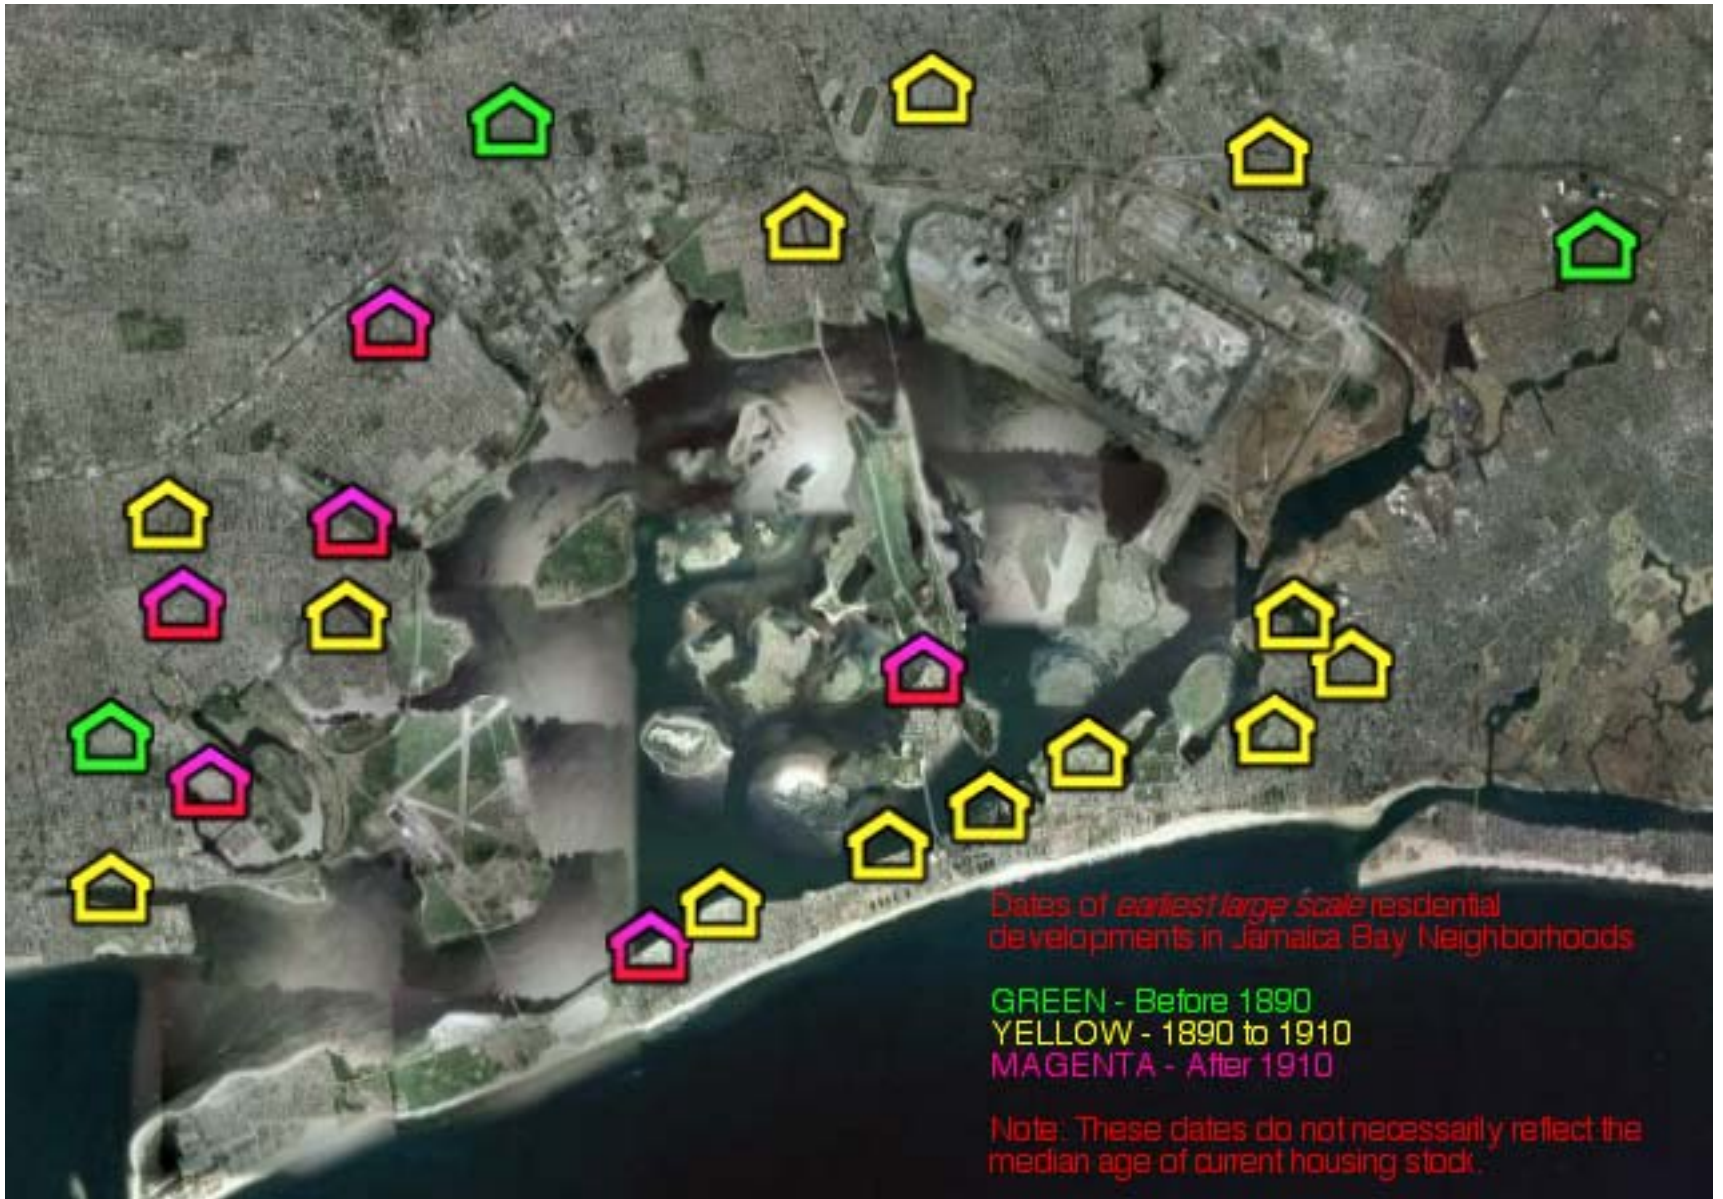 Dates of earliest large scale residential
developments in Jamaica Bay Neighborhoods
GREEN - Before 1890
YELLOW - 1890 to 1910
MAGENTA - After 1910
Note: These dates do not necessarily reflect the
median age of current housing stock.